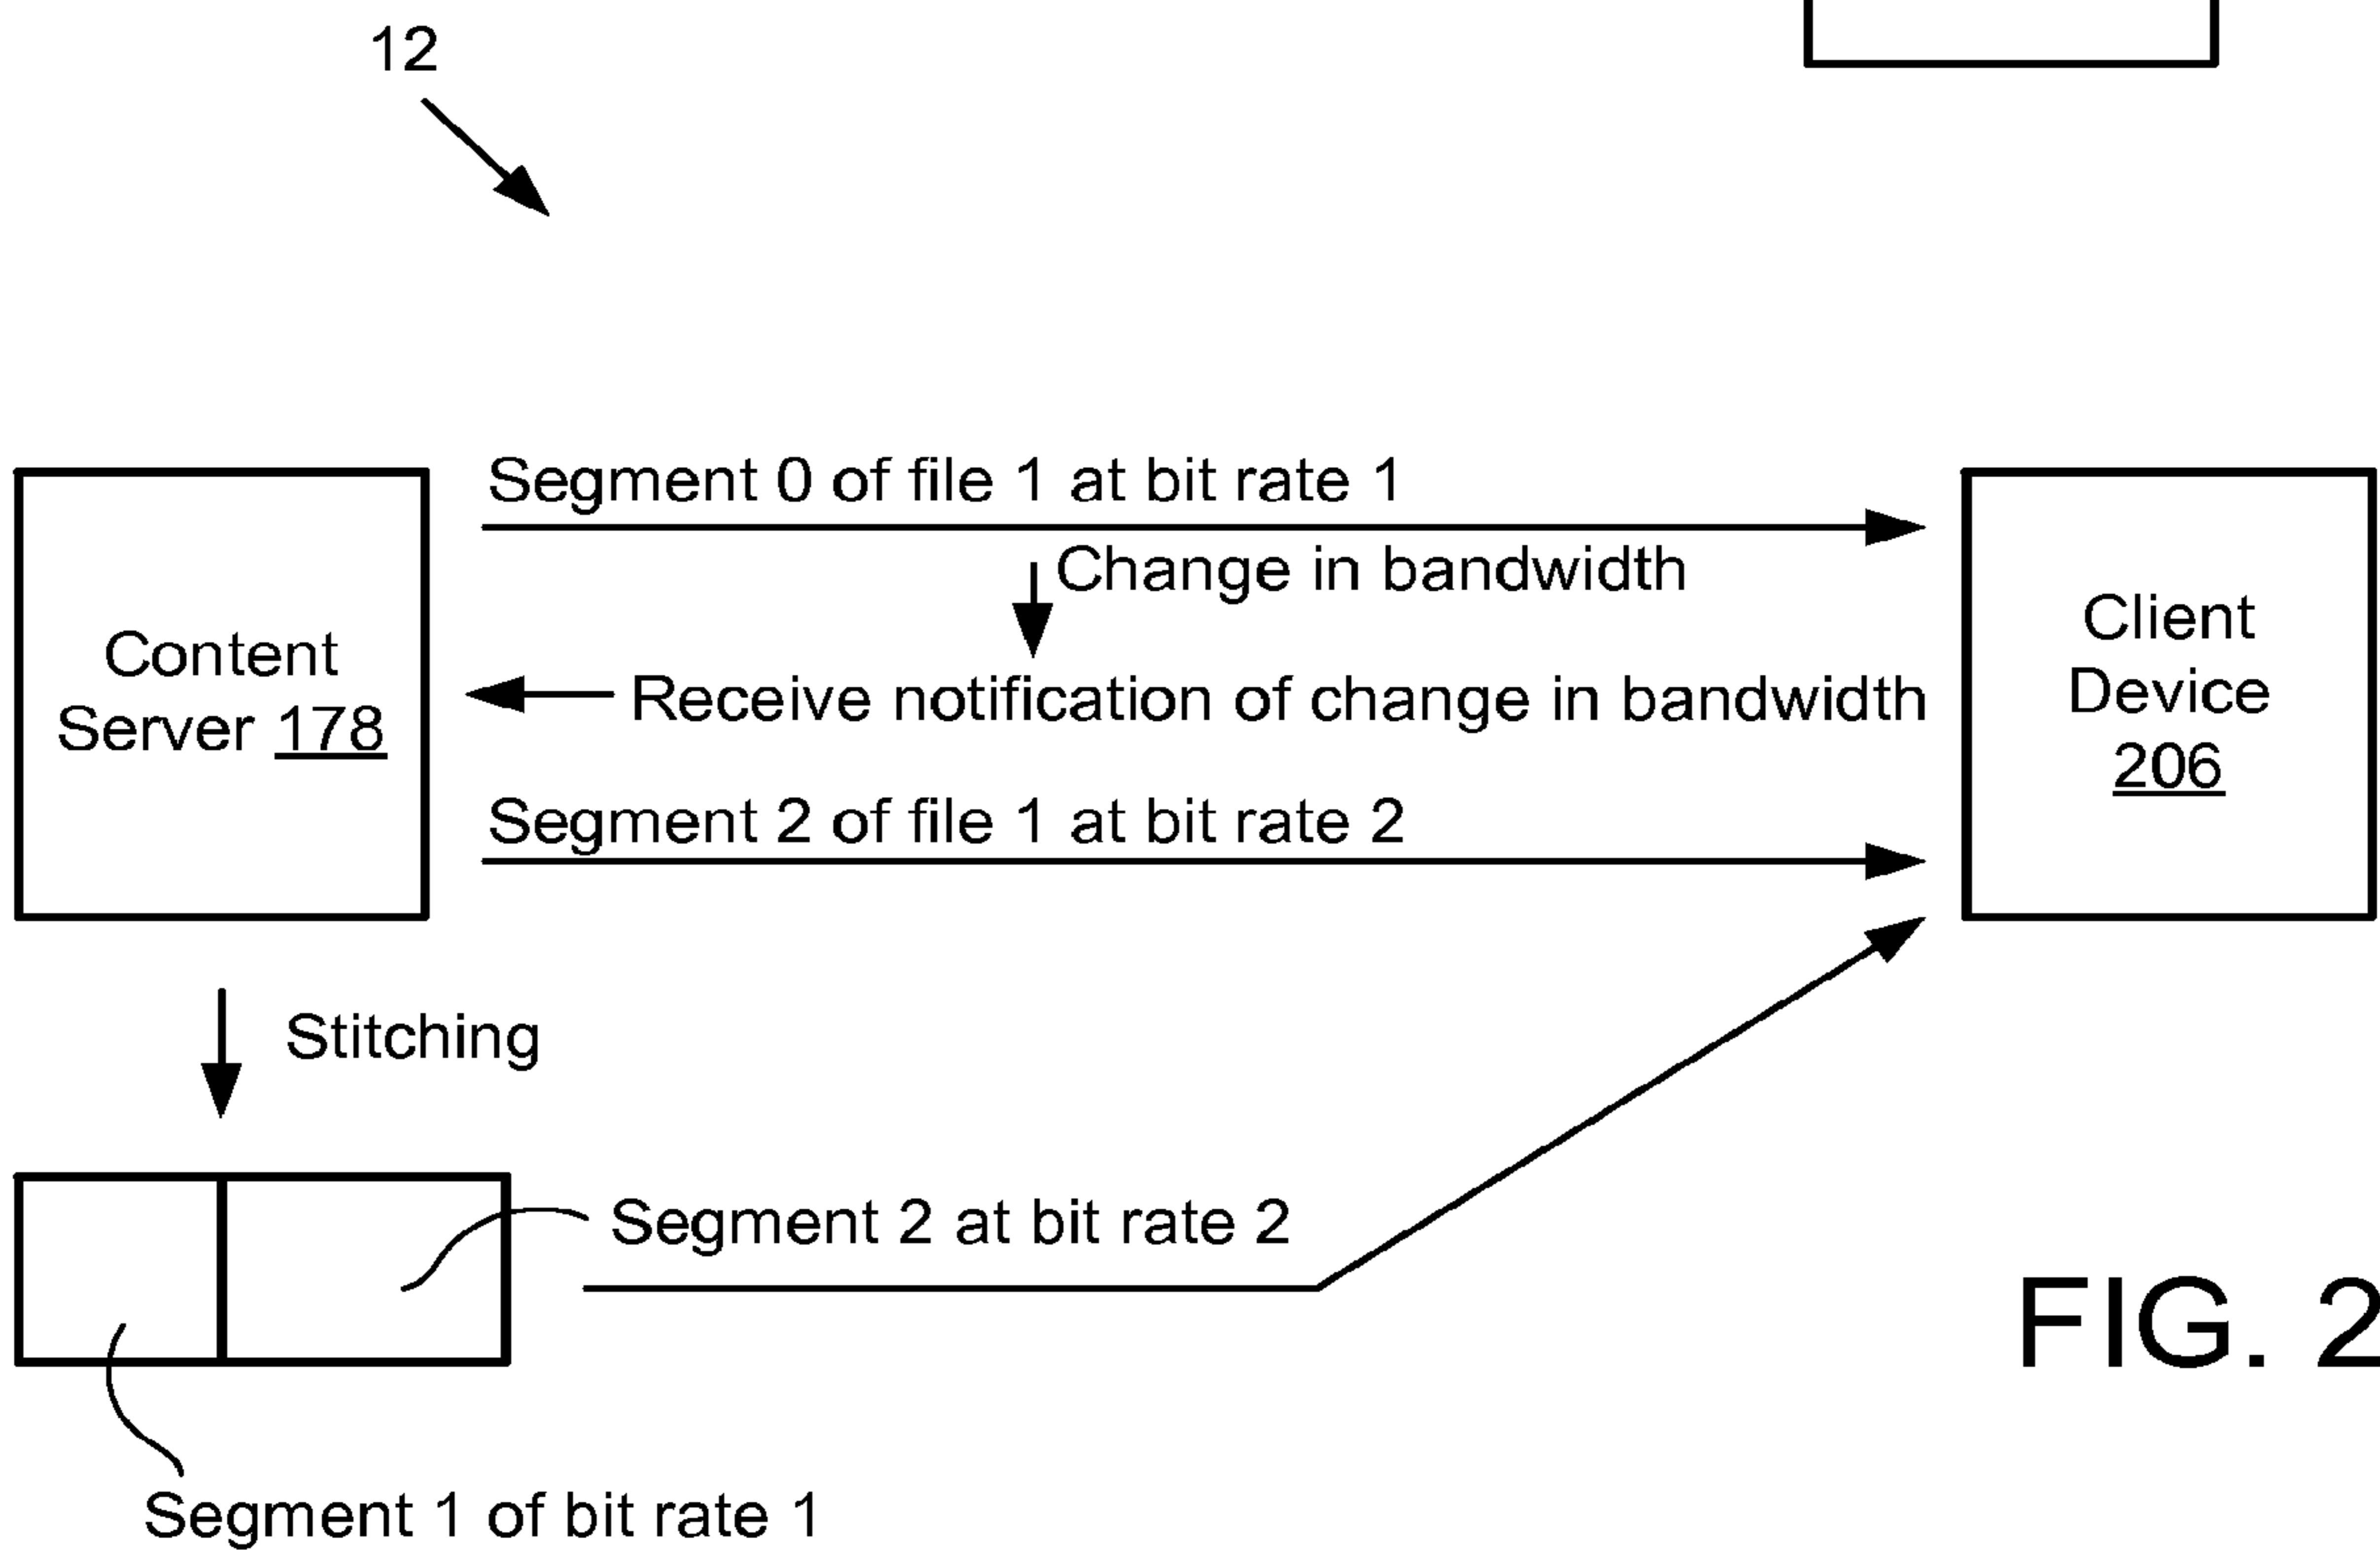 12
Segment 0 of file 1 at bit rate 1
Change in bandwidth
Content
Server 178
Receive notification of change in bandwidth
Client
Device
206
Segment 2 of file 1 at bit rate 2
Stitching
Segment 2 at bit rate 2
FIG. 2
Segment 1 of bit rate 1